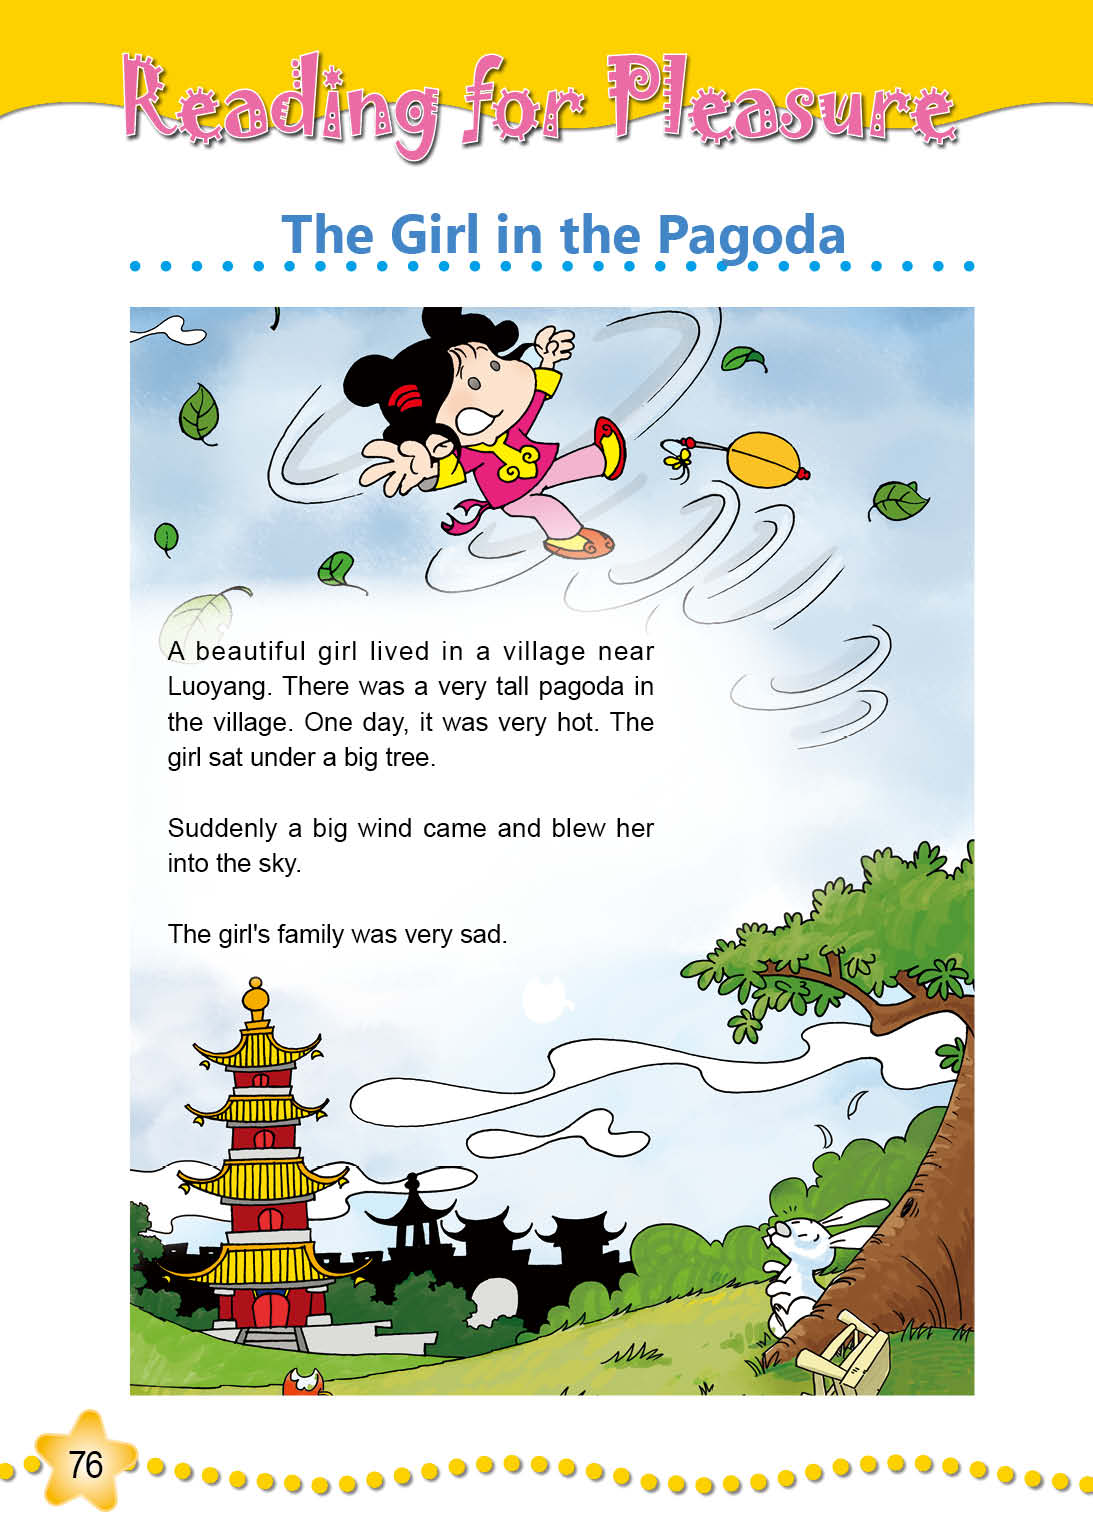 Reading for Pleasure
The Girl in the Pagoda
A beautiful girl lived in a village near
Luoyang. There was a very tall pagoda in
the village. One day, it was very hot. The
girl sat under a big tree.
Suddenly a big wind came and blew her
into the sky.
The girl's family was very sad.
76